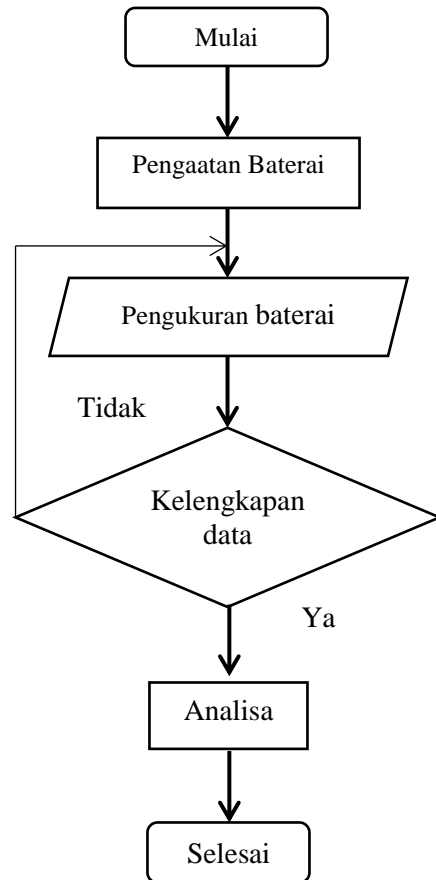 Mulai
Pengaatan Baterai
Pengukuran baterai
Tidak
Kelengkapan
data
Ya
Analisa
Selesai